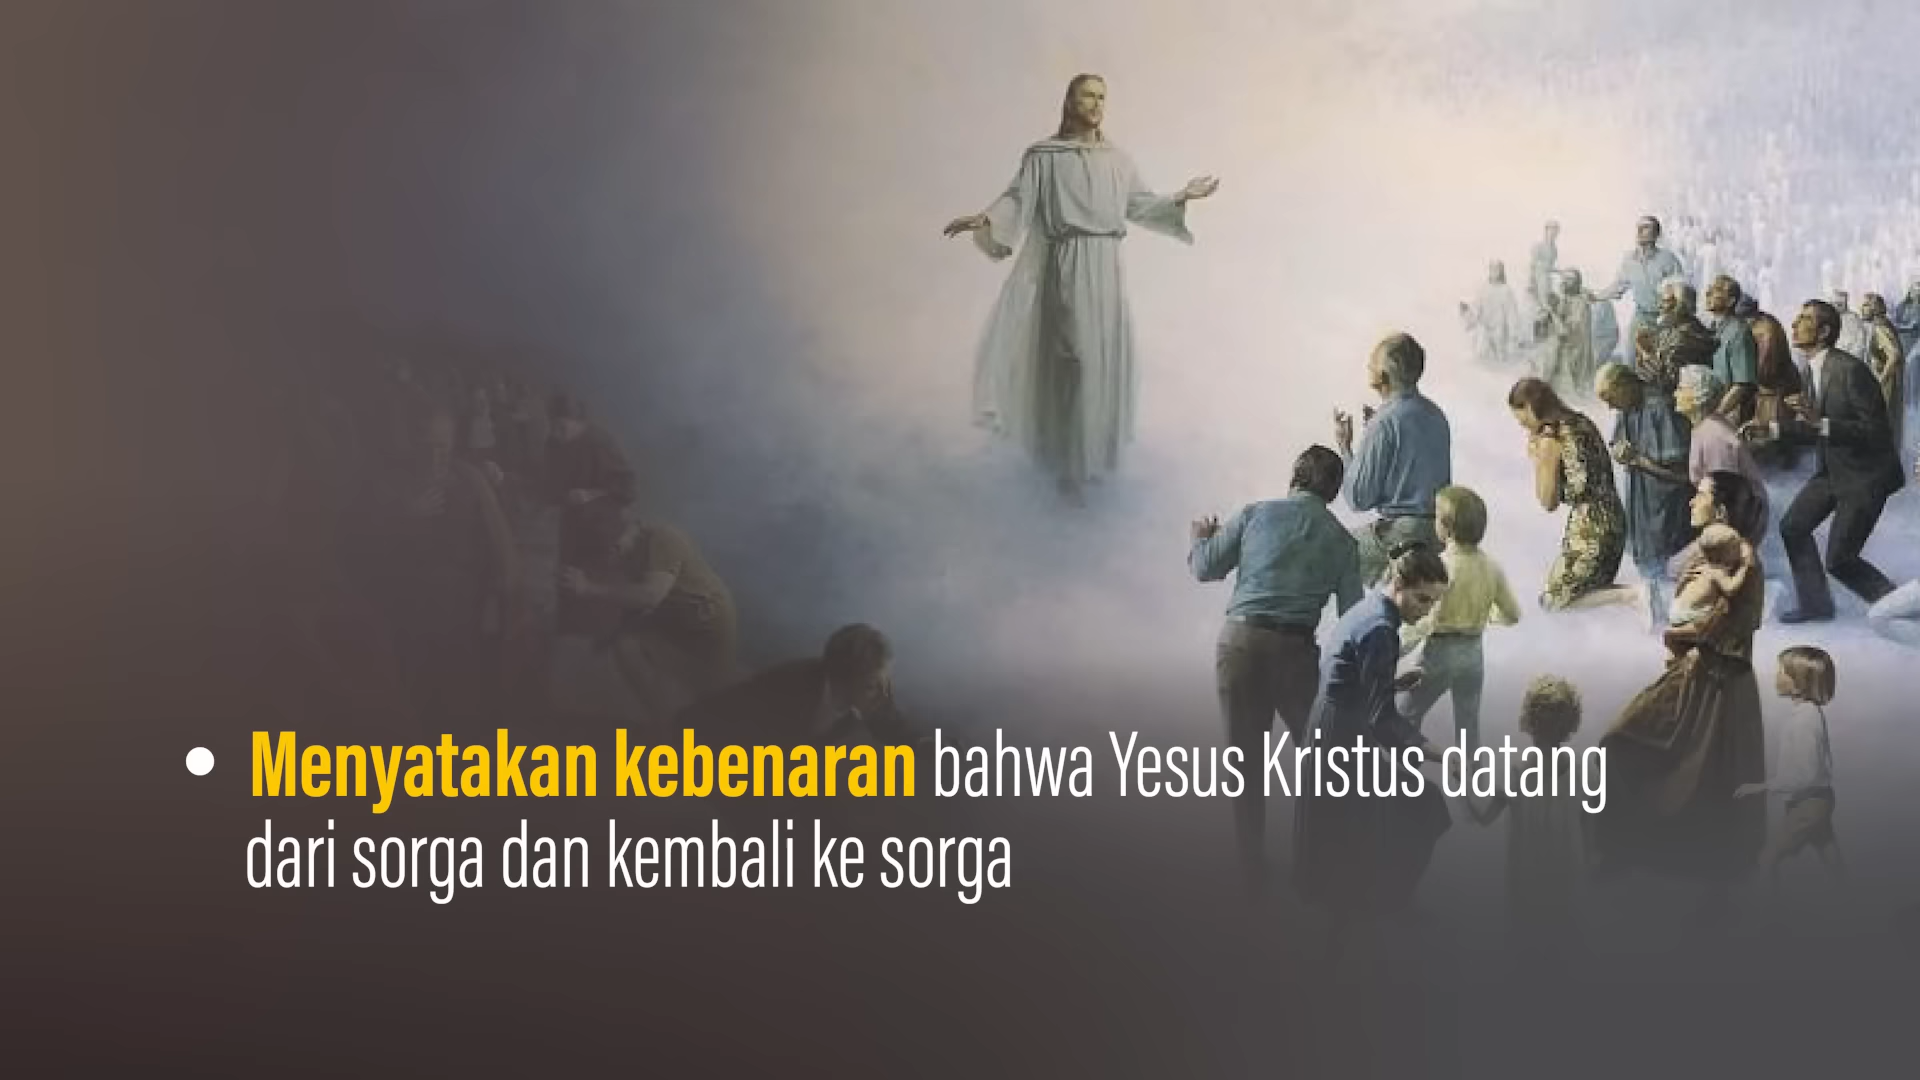 • Menyatakan kebenaran bahwa Yesus Kristus datang
dari sorga dan kembali ke sorga